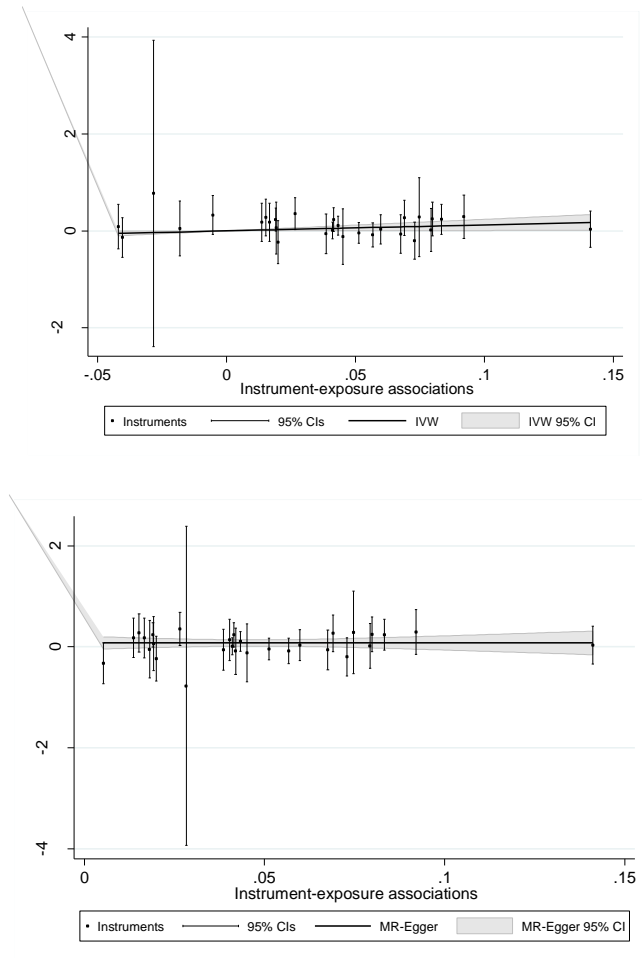 4
2
0
-2
-.05 0 .05 .1 .15
Instrument-exposure associations
Instruments 95% CIs IVW IVW 95% CI
2
0
-2
-4
0 .05 .1 .15
Instrument-exposure associations
Instruments 95% CIs MR-Egger MR-Egger 95% CI